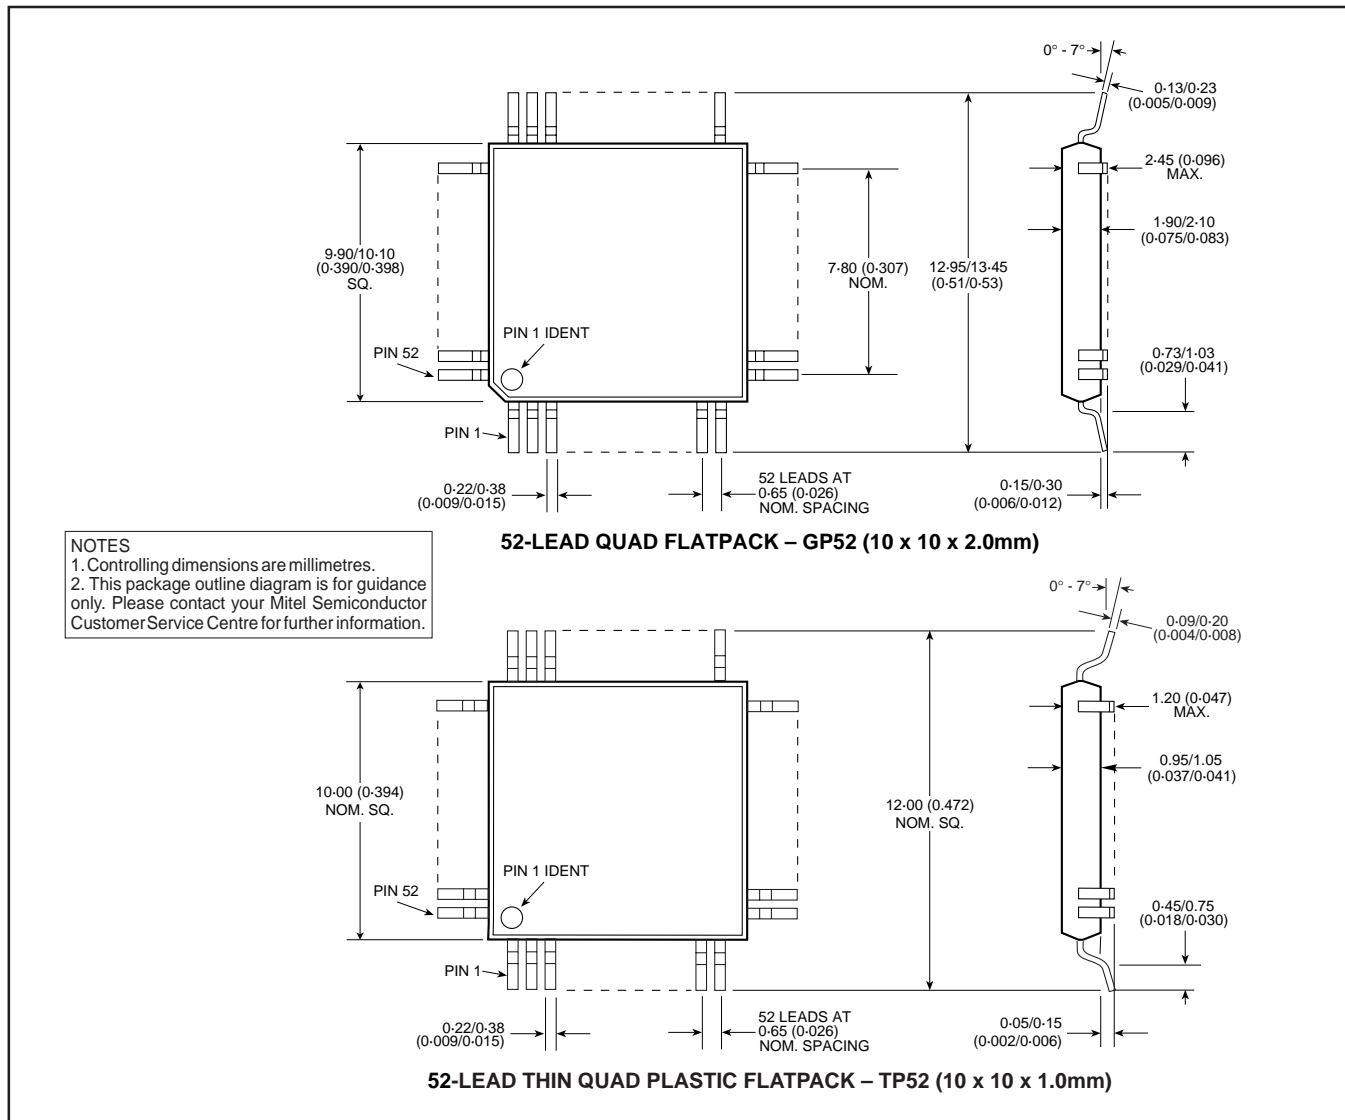 0° - 7°
0·13/0·23
(0·005/0·009)
2·45 (0·096)
MAX.
1·90/2·10
(0·075/0·083)
9·90/10·10
(0·390/0·398)
SQ.
7·80 (0·307)
NOM.
12·95/13·45
(0·51/0·53)
PIN 1 IDENT
PIN 52
0·73/1·03
(0·029/0·041)
PIN 1
0·22/0·38
(0·009/0·015)
52 LEADS AT
0·65 (0·026)
NOM. SPACING
0·15/0·30
(0·006/0·012)
52-LEAD QUAD FLATPACK – GP52 (10 x 10 x 2.0mm)
NOTES
1. Controlling dimensions are millimetres.
2. This package outline diagram is for guidance
only. Please contact your Mitel Semiconductor
Customer Service Centre for further information.
0° - 7°
0·09/0·20
(0·004/0·008)
1.20 (0·047)
MAX.
0.95/1.05
(0·037/0·041)
10·00 (0·394)
NOM. SQ.
12·00 (0.472)
NOM. SQ.
PIN 1 IDENT
PIN 52
0·45/0.75
(0·018/0·030)
PIN 1
0·22/0·38
(0·009/0·015)
52 LEADS AT
0·65 (0·026)
NOM. SPACING
0·05/0·15
(0·002/0·006)
52-LEAD THIN QUAD PLASTIC FLATPACK – TP52 (10 x 10 x 1.0mm)